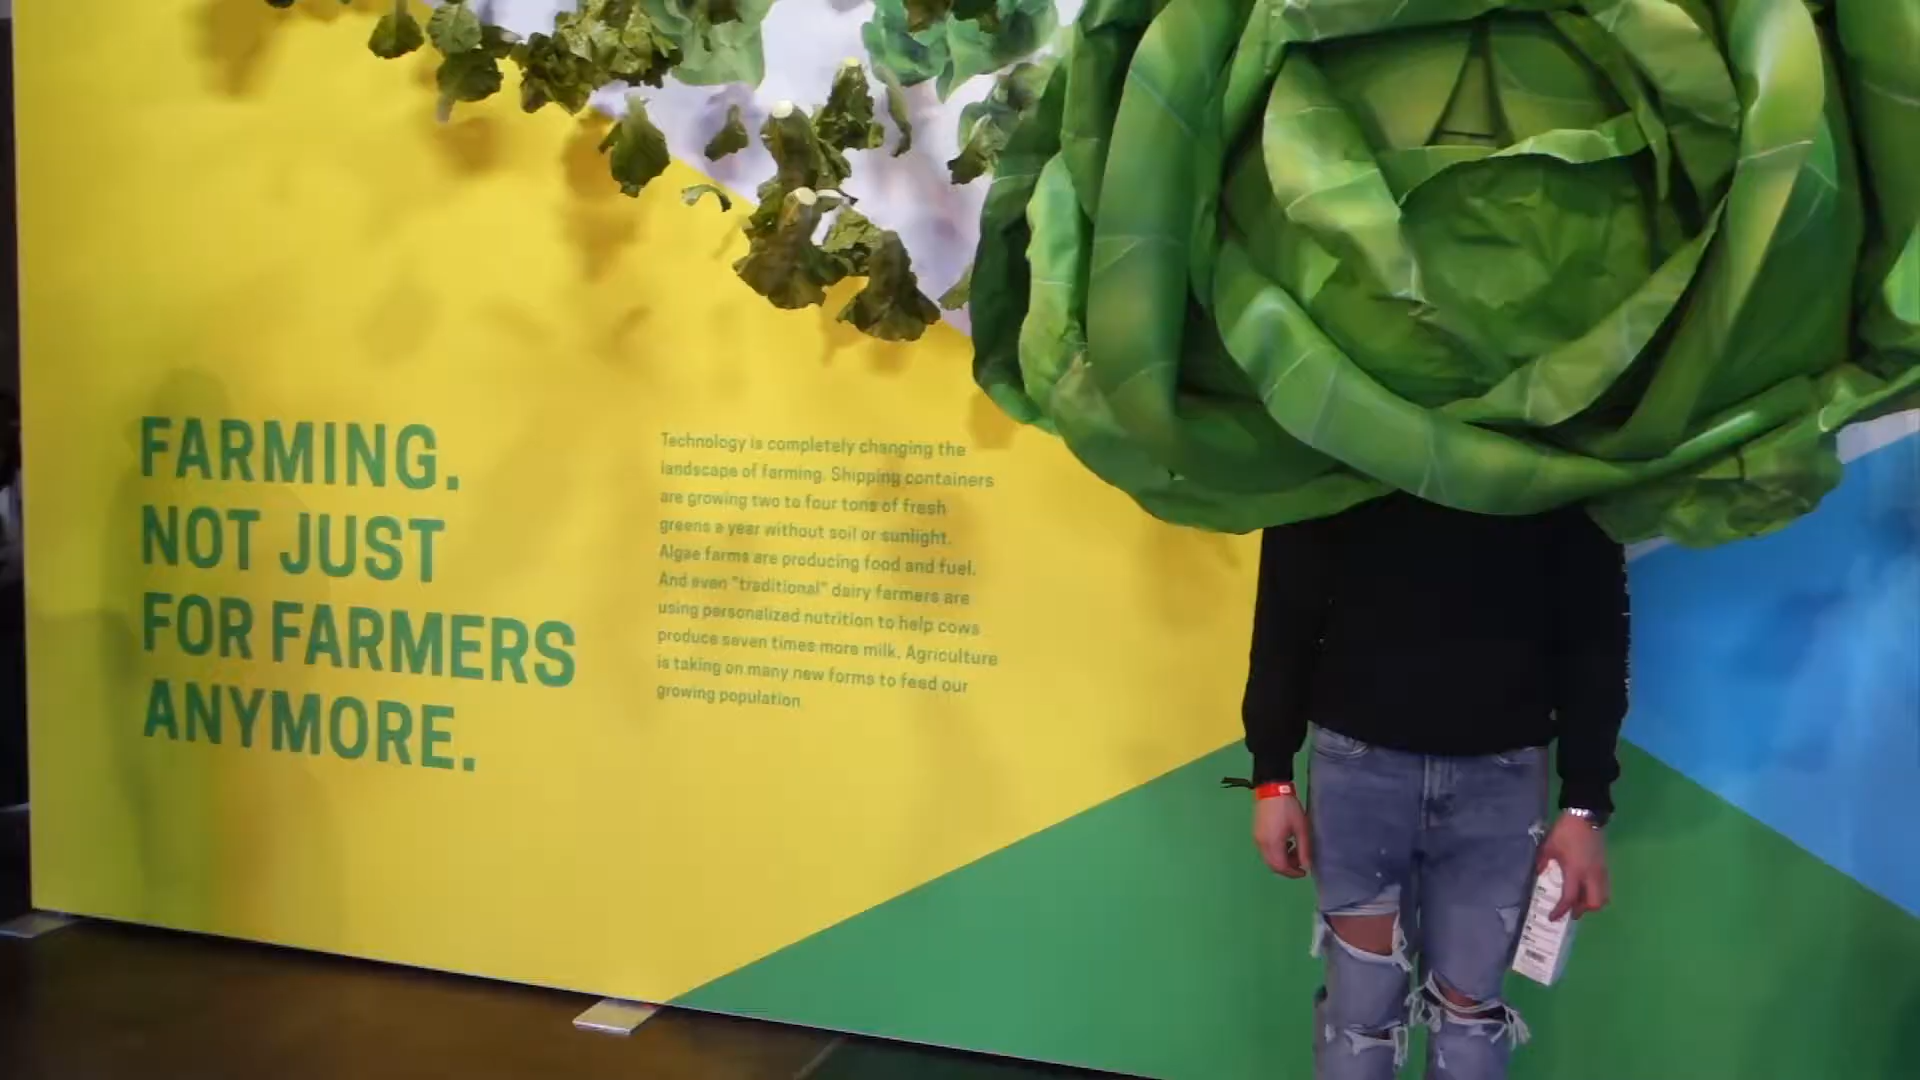 FARMING.
NOT JUST
FOR FARMERS
ANYMORE.
Technology is completely changing the
landscape of farming. Shipping containers
are growing two to four tons of fresh
greens a year without soil or sunlight.
Algae farms are producing food and fuel.
And even "traditional" dairy farmers are
using personalized nutrition to help cows
produce seven times more milk. Agriculture
is taking on many new forms to feed our
growing population